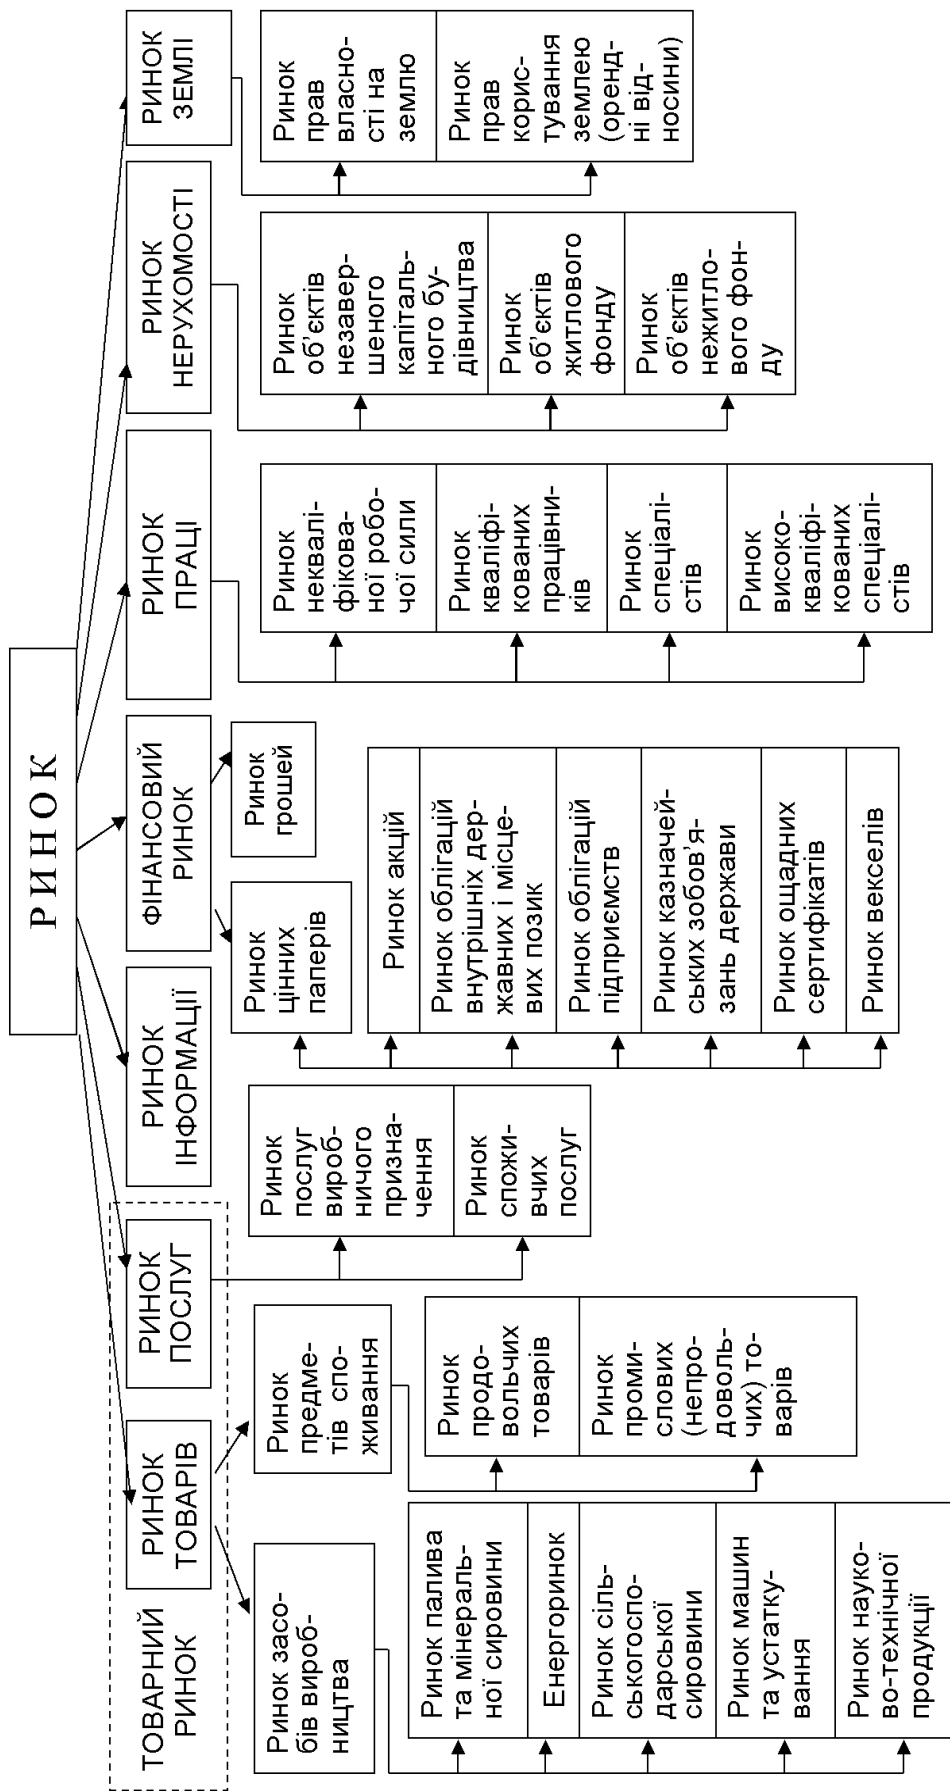 РИНОК
ТОВАРНИЙ
РИНОК
РИНОК
ТОВАРІВ
РИНОК
ПОСЛУГ
РИНОК
ІНФОРМАЦІЇ
ФІНАНСОВИЙ
РИНОК
РИНОК
ПРАЦІ
РИНОК
НЕРУХОМОСТІ
РИНОК
ЗЕМЛІ
Ринок засо-
бів вироб-
ництва
Ринок палива
та мінераль-
ної сировини
Енергоринок
Ринок сіль-
ськогоспо-
дарської
сировини
Ринок машин
та устатку-
вання
Ринок науко-
во-технічної
продукції
Ринок
предме-
тів спо-
живання
Ринок
продо-
вольчих
товарів
Ринок
проми-
слових
(непро-
доволь-
чих) то-
варів
Ринок
послуг
вироб-
ничого
призна-
чення
Ринок
спожи-
вчих
послуг
Ринок
цінних
паперів
Ринок
грошей
Ринок акцій
Ринок облігацій
внутрішніх дер-
жавних і місце-
вих позик
Ринок облігацій
підприємств
Ринок казначей-
ських зобов’я-
зань держави
Ринок ощадних
сертифікатів
Ринок векселів
Ринок
некваліфі-
фікова-
ної робо-
чої сили
Ринок
кваліфі-
кованих
працівни-
ків
Ринок
спеціалі-
стів
Ринок
високо-
кваліфі-
кованих
спеціалі-
стів
Ринок
об’єктів
незавер-
шеного
капіталь-
ного бу-
дівництва
Ринок
об’єктів
житлового
фонду
Ринок
об’єктів
нежитло-
вого фон-
ду
Ринок
прав
власно-
сті на
землю
Ринок
прав
корис-
тування
землею
(оренд-
ні від-
носини)